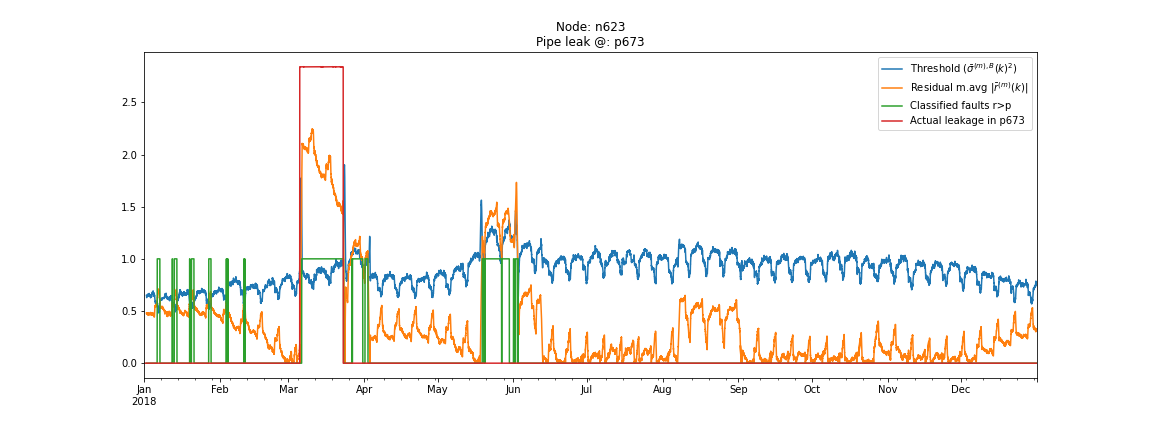 Node: n623
Pipe leak @: p673
Threshold (σ̄⁽ᵐ⁾,ᴮ(k)²)
Residual m.avg |r̄⁽ᵐ⁾(k)|
Classified faults r>p
Actual leakage in p673
2.5
2.0
1.5
1.0
0.5
0.0
Jan Feb Mar Apr May Jun Jul Aug Sep Oct Nov Dec
2018